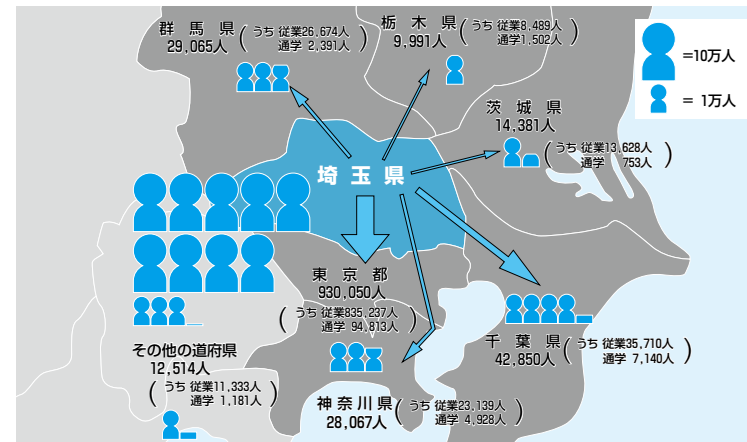 群馬県
29,065人
(うち 従業26,674人
通学 2,391人)
栃木県
9,991人
(うち 従業8,489人
通学1,502人)
=10万人
= 1万人
茨城県
14,381人
(うち 従業13,628人
通学 753人)
埼玉県
東京都
930,050人
(うち 従業835,237人
通学 94,813人)
千葉県
42,850人
(うち 従業35,710人
通学 7,140人)
その他の道府県
12,514人
(うち 従業11,333人
通学 1,181人)
神奈川県
28,067人
(うち 従業23,139人
通学 4,928人)